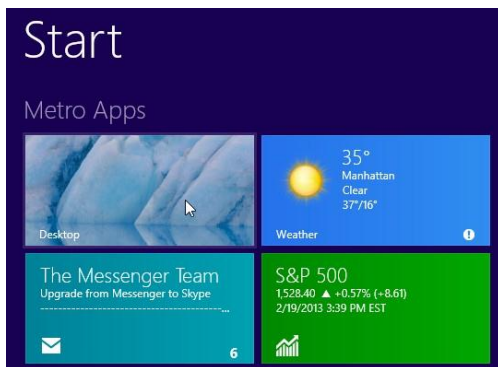 Start
Metro Apps
Desktop
35°
Manhattan
Clear
37°/16°
Weather
The Messenger Team
Upgrade from Messenger to Skype
----------------------------------------...
6
S&P 500
1,528.40 ▲ +0.57% (+8.61)
2/19/2013 3:39 PM EST